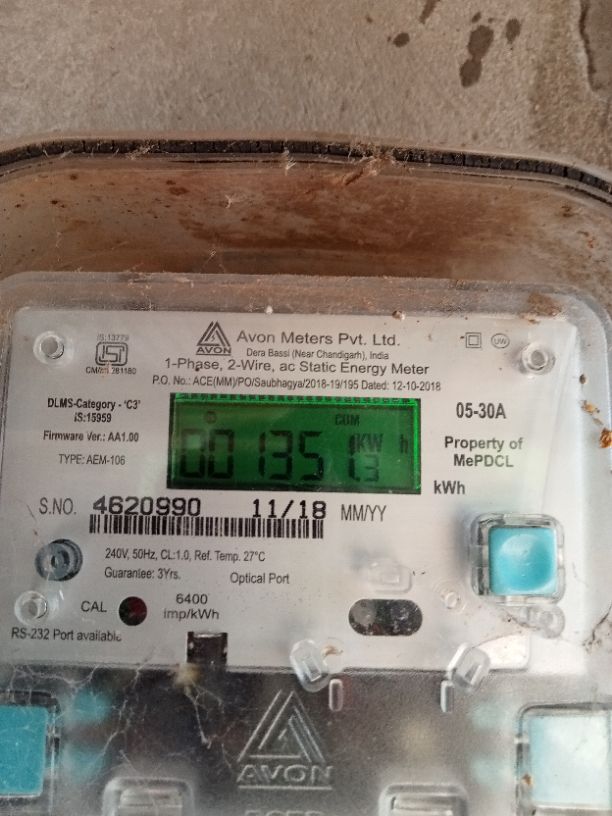 IS:13779
AVON
Avon Meters Pvt. Ltd.
Dera Bassi (Near Chandigarh), India
UW
1-Phase, 2-Wire, ac Static Energy Meter
P.O. No.: ACE(MM)/PO/Saubhagya/2018-19/195 Dated: 12-10-2018
DLMS-Category - 'C3'
IS:15959
Firmware Ver.: AA1.00
TYPE: AEM-106
CUM
001351.3 KW h
05-30A
Property of
MePDCL
kWh
S.NO. 4620990 11/18 MM/YY
240V, 50Hz, CL:1.0, Ref. Temp. 27°C
Guarantee: 3Yrs. Optical Port
CAL 6400
imp/kWh
RS-232 Port available
AVON